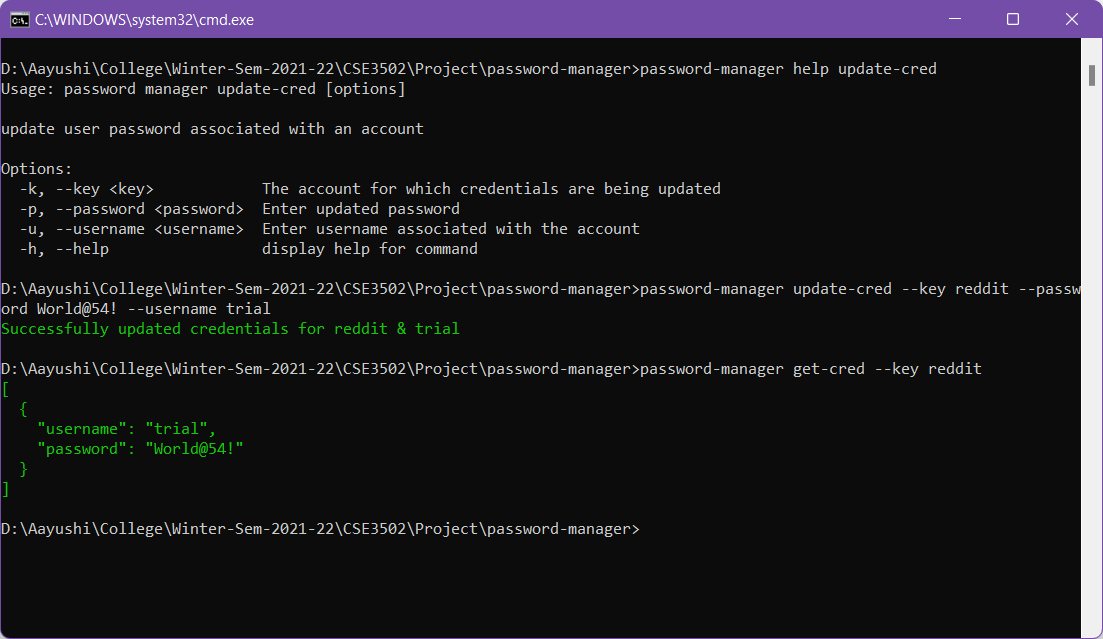 C:\WINDOWS\system32\cmd.exe
D:\Aayushi\College\Winter-Sem-2021-22\CSE3502\Project\password-manager>password-manager help update-cred
Usage: password manager update-cred [options]
update user password associated with an account
Options:
  -k, --key <key>            The account for which credentials are being updated
  -p, --password <password>  Enter updated password
  -u, --username <username>  Enter username associated with the account
  -h, --help                 display help for command
D:\Aayushi\College\Winter-Sem-2021-22\CSE3502\Project\password-manager>password-manager update-cred --key reddit --passw
ord World@54! --username trial
Successfully updated credentials for reddit & trial
D:\Aayushi\College\Winter-Sem-2021-22\CSE3502\Project\password-manager>password-manager get-cred --key reddit
[
  {
    "username": "trial",
    "password": "World@54!"
  }
]
D:\Aayushi\College\Winter-Sem-2021-22\CSE3502\Project\password-manager>